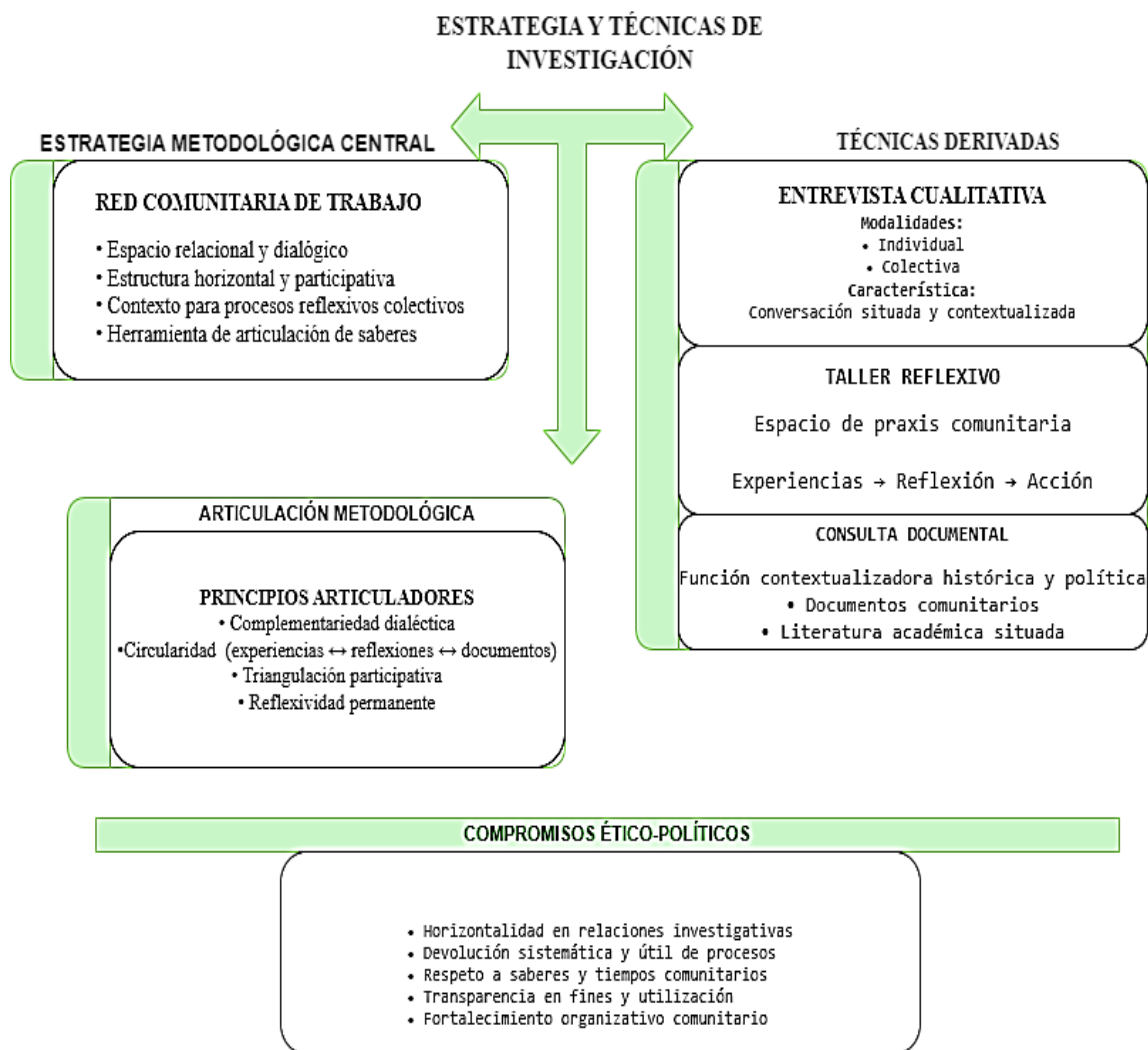 ESTRATEGIA Y TÉCNICAS DE
INVESTIGACIÓN
ESTRATEGIA METODOLÓGICA CENTRAL
RED COMUNITARIA DE TRABAJO
• Espacio relacional y dialógico
• Estructura horizontal y participativa
• Contexto para procesos reflexivos colectivos
• Herramienta de articulación de saberes
TÉCNICAS DERIVADAS
ENTREVISTA CUALITATIVA
Modalidades:
• Individual
• Colectiva
Característica:
Conversación situada y contextualizada
TALLER REFLEXIVO
Espacio de praxis comunitaria
Experiencias → Reflexión → Acción
CONSULTA DOCUMENTAL
Función contextualizadora histórica y política
• Documentos comunitarios
• Literatura académica situada
ARTICULACIÓN METODOLÓGICA
PRINCIPIOS ARTICULADORES
• Complementariedad dialéctica
•Circularidad (experiencias ↔ reflexiones ↔ documentos)
• Triangulación participativa
• Reflexividad permanente
COMPROMISOS ÉTICO-POLÍTICOS
• Horizontalidad en relaciones investigativas
• Devolución sistemática y útil de procesos
• Respeto a saberes y tiempos comunitarios
• Transparencia en fines y utilización
• Fortalecimiento organizativo comunitario